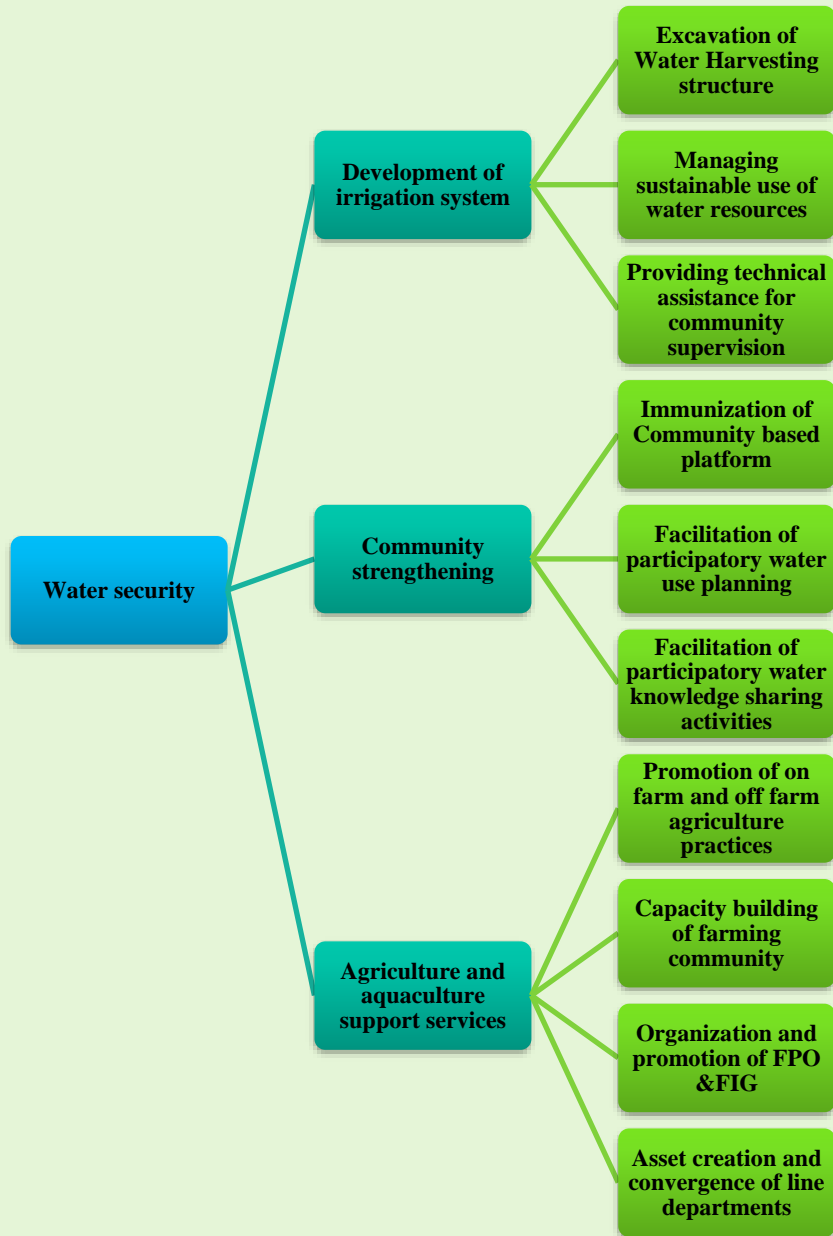 Water security
Development of
irrigation system
Excavation of
Water Harvesting
structure
Managing
sustainable use of
water resources
Providing technical
assistance for
community
supervision
Community
strengthening
Immunization of
Community based
platform
Facilitation of
participatory water
use planning
Facilitation of
participatory water
knowledge sharing
activities
Agriculture and
aquaculture
support services
Promotion of on
farm and off farm
agriculture
practices
Capacity building
of farming
community
Organization and
promotion of FPO
&FIG
Asset creation and
convergence of line
departments